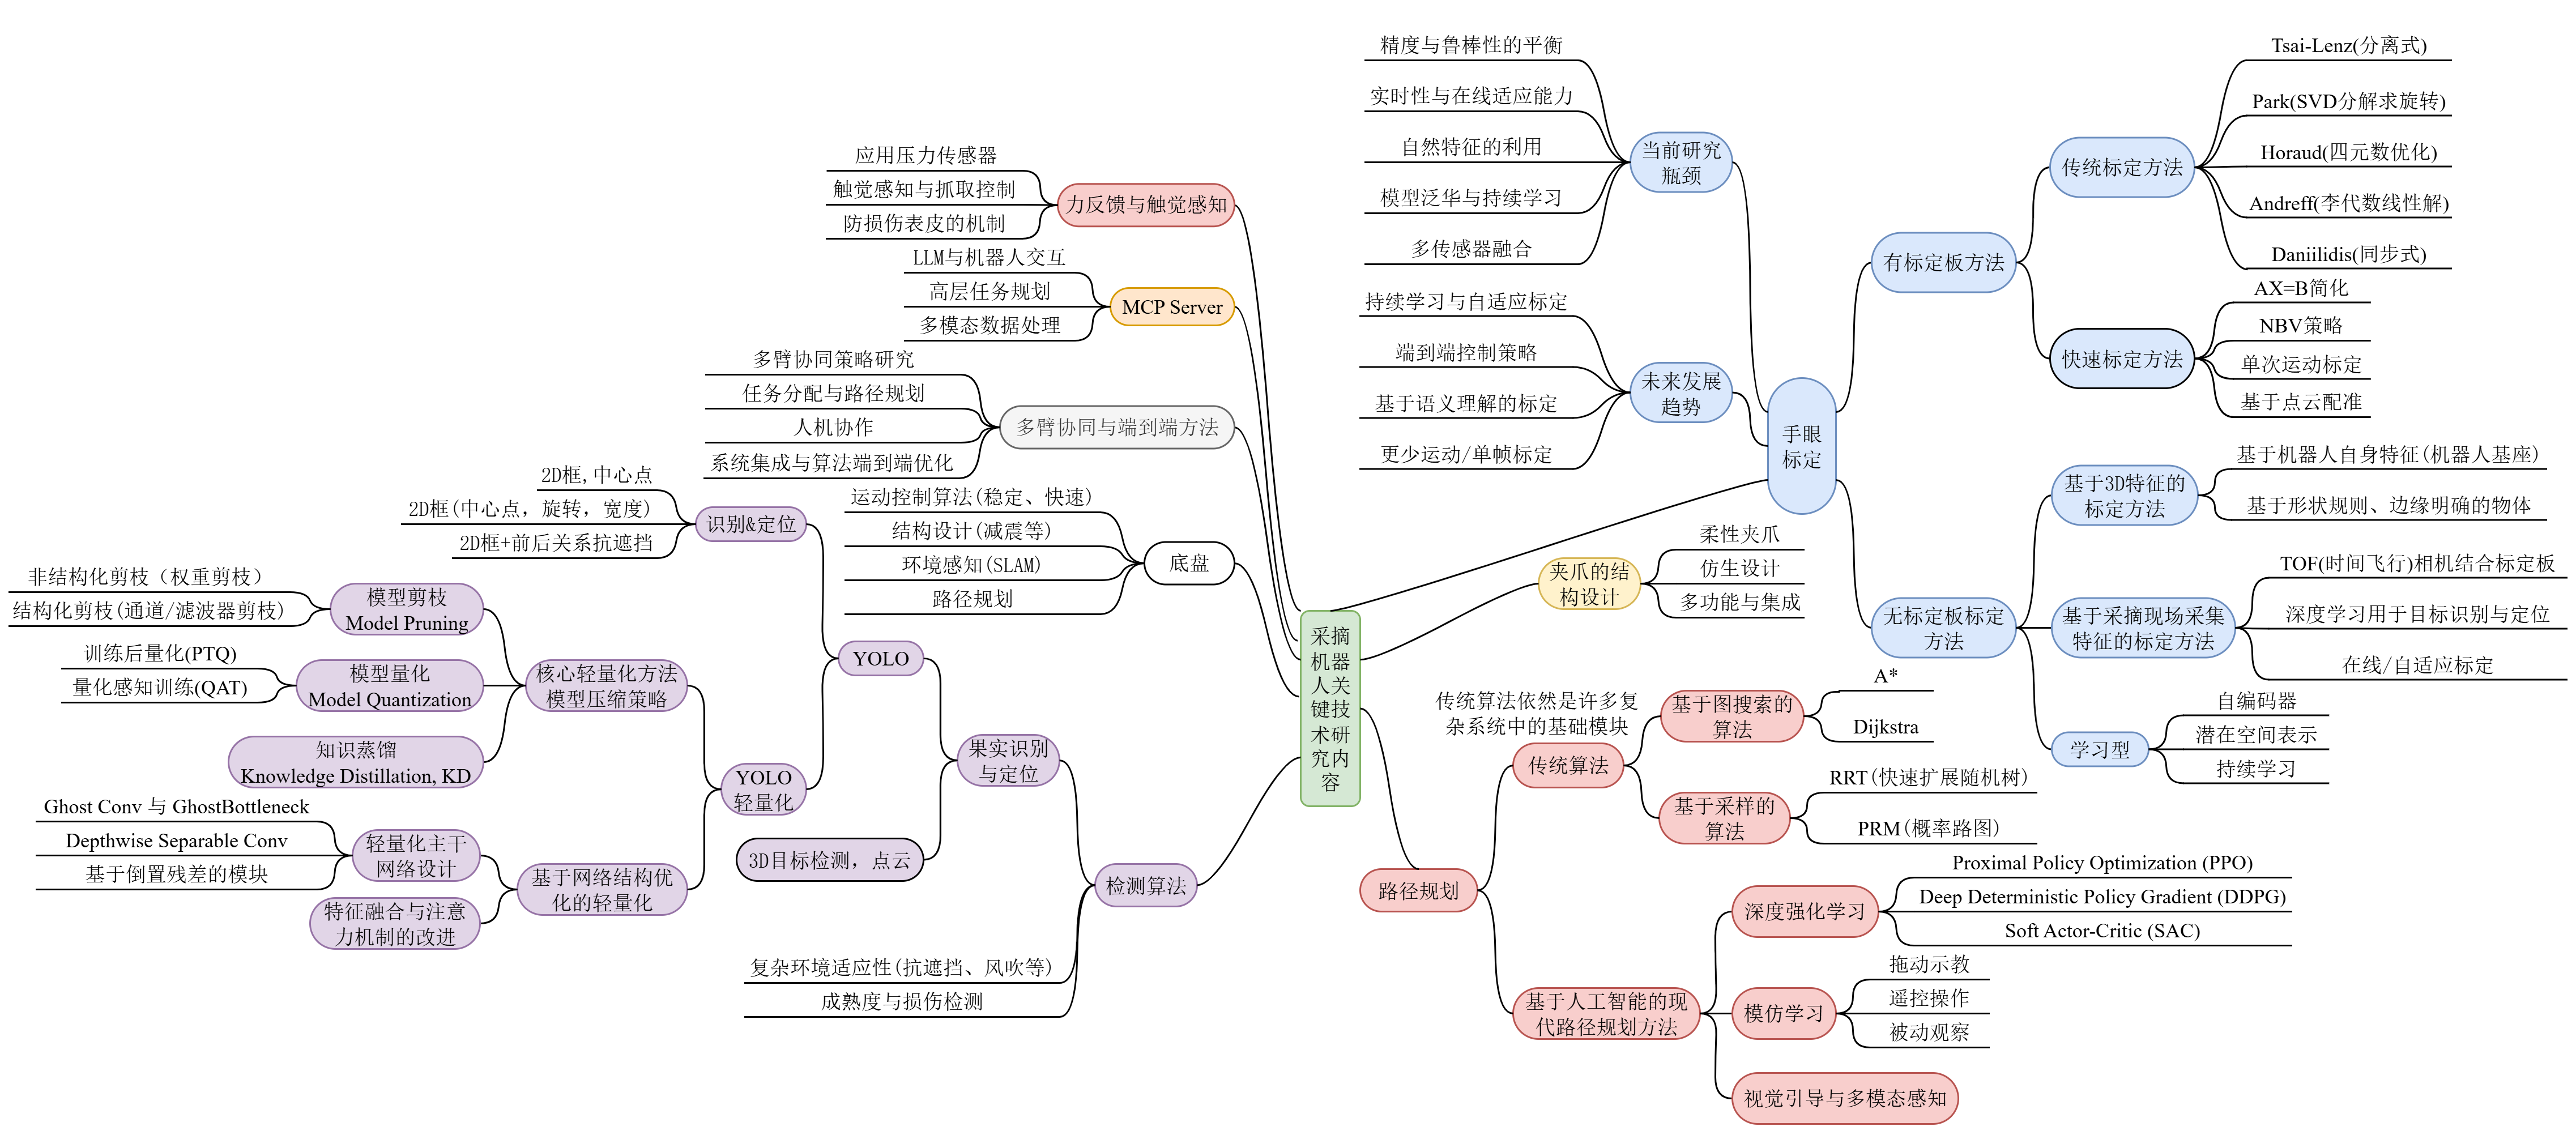 采摘
机器
人关
键技
术研
究内
容
力反馈与触觉感知
应用压力传感器
触觉感知与抓取控制
防损伤表皮的机制
MCP Server
LLM与机器人交互
高层任务规划
多模态数据处理
多臂协同与端到端方法
多臂协同策略研究
任务分配与路径规划
人机协作
系统集成与算法端到端优化
底盘
运动控制算法(稳定、快速)
结构设计(减震等)
环境感知(SLAM)
路径规划
检测算法
果实识别
与定位
YOLO
识别&定位
2D框,中心点
2D框(中心点，旋转，宽度)
2D框+前后关系抗遮挡
YOLO
轻量化
核心轻量化方法
模型压缩策略
模型剪枝
Model Pruning
非结构化剪枝（权重剪枝）
结构化剪枝(通道/滤波器剪枝)
模型量化
Model Quantization
训练后量化(PTQ)
量化感知训练(QAT)
知识蒸馏
Knowledge Distillation, KD
基于网络结构优
化的轻量化
轻量化主干
网络设计
Ghost Conv 与 GhostBottleneck
Depthwise Separable Conv
基于倒置残差的模块
特征融合与注意
力机制的改进
3D目标检测，点云
复杂环境适应性(抗遮挡、风吹等)
成熟度与损伤检测
手眼
标定
当前研究
瓶颈
精度与鲁棒性的平衡
实时性与在线适应能力
自然特征的利用
模型泛华与持续学习
多传感器融合
未来发展
趋势
持续学习与自适应标定
端到端控制策略
基于语义理解的标定
更少运动/单帧标定
有标定板方法
传统标定方法
Tsai-Lenz(分离式)
Park(SVD分解求旋转)
Horaud(四元数优化)
Andreff(李代数线性解)
Daniilidis(同步式)
快速标定方法
AX=B简化
NBV策略
单次运动标定
基于点云配准
无标定板标定
方法
基于3D特征的
标定方法
基于机器人自身特征(机器人基座)
基于形状规则、边缘明确的物体
基于采摘现场采集
特征的标定方法
TOF(时间飞行)相机结合标定板
深度学习用于目标识别与定位
在线/自适应标定
学习型
自编码器
潜在空间表示
持续学习
夹爪的结
构设计
柔性夹爪
仿生设计
多功能与集成
路径规划
传统算法依然是许多复
杂系统中的基础模块
传统算法
基于图搜索的
算法
A*
Dijkstra
基于采样的
算法
RRT(快速扩展随机树)
PRM(概率路图)
基于人工智能的现
代路径规划方法
深度强化学习
Proximal Policy Optimization (PPO)
Deep Deterministic Policy Gradient (DDPG)
Soft Actor-Critic (SAC)
模仿学习
拖动示教
遥控操作
被动观察
视觉引导与多模态感知